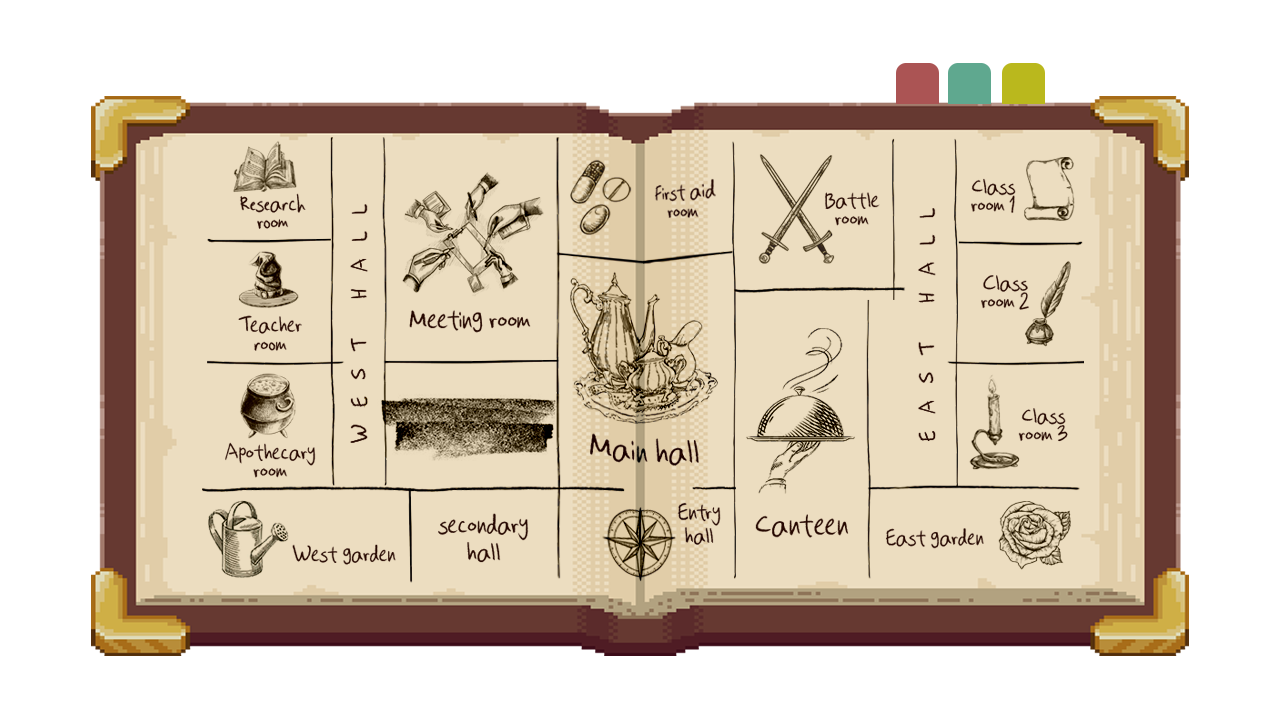 Research
room
Teacher
room
Apothecary
room
WEST HALL
Meeting room
First aid
room
Main hall
Battle
room
EAST HALL
Class
room 1
Class
room 2
Class
room 3
West garden
secondary
hall
Entry
hall
Canteen
East garden